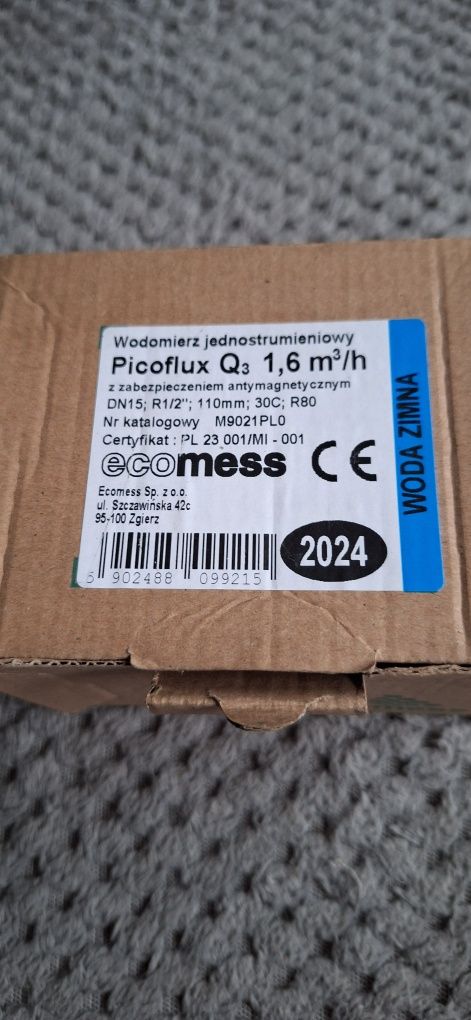 Wodomierz jednostrumieniowy
Picoflux Q₃ 1,6 m³/h
z zabezpieczeniem antymagnetycznym
DN15; R1/2"; 110mm; 30C; R80
Nr katalogowy M9021PL0
Certyfikat : PL 23 001/MI - 001
ecomess CE
Ecomess Sp. z o.o.
ul. Szczawińska 42c
95-100 Zgierz
5 902488 099215
2024
WODA ZIMNA